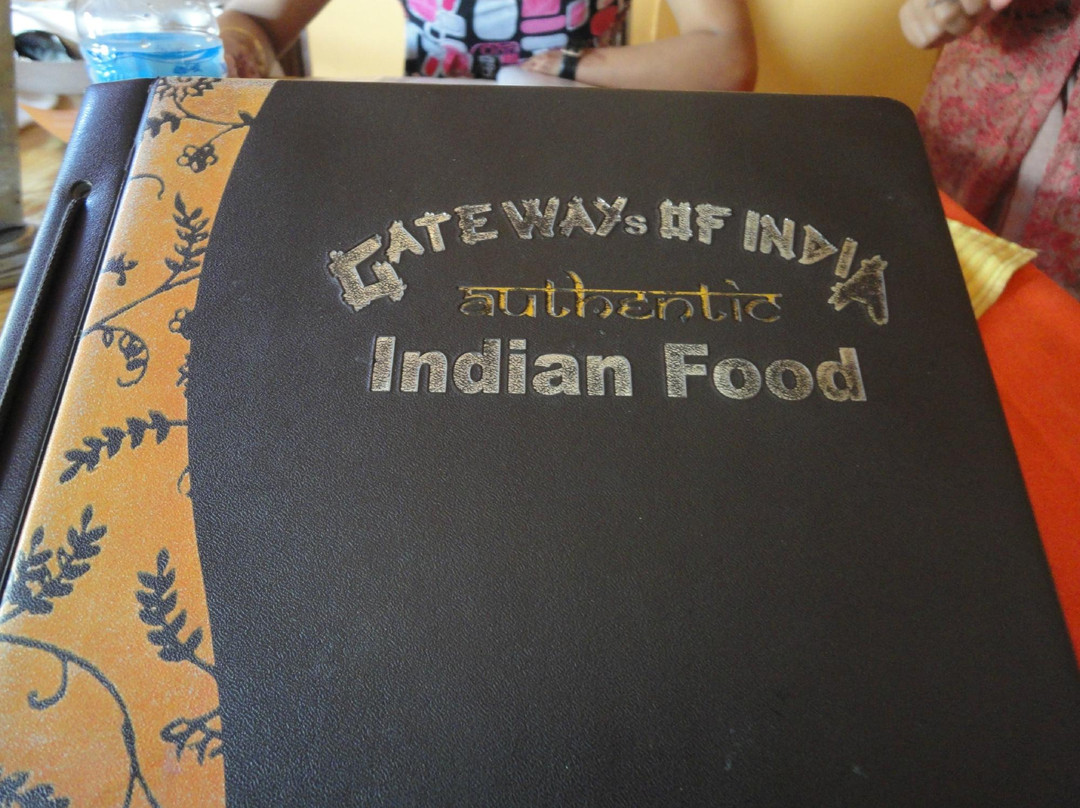 GATEWAYs OF INDIA
authentic
Indian Food